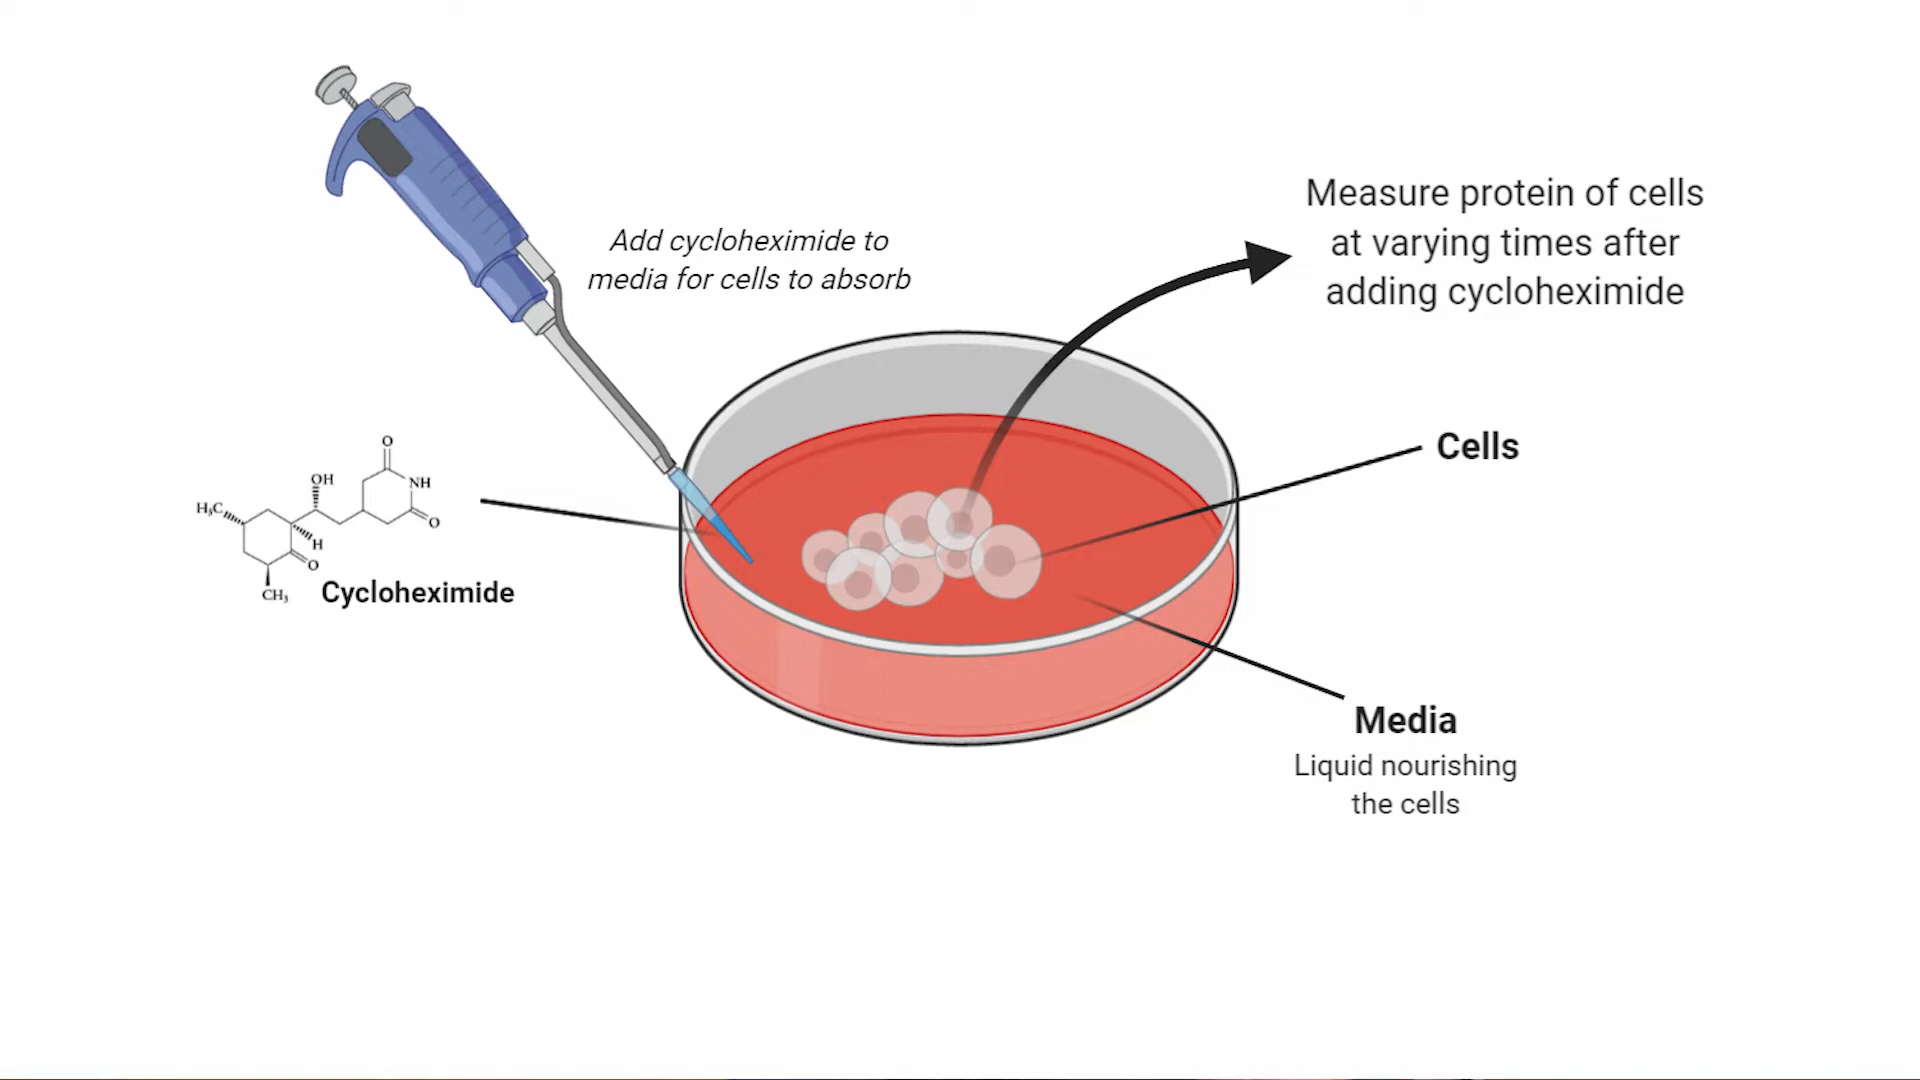 Add cycloheximide to
media for cells to absorb
Measure protein of cells
at varying times after
adding cycloheximide
Cells
O
OH
NH
H₃C
O
H
O
CH₃
Cycloheximide
Media
Liquid nourishing
the cells